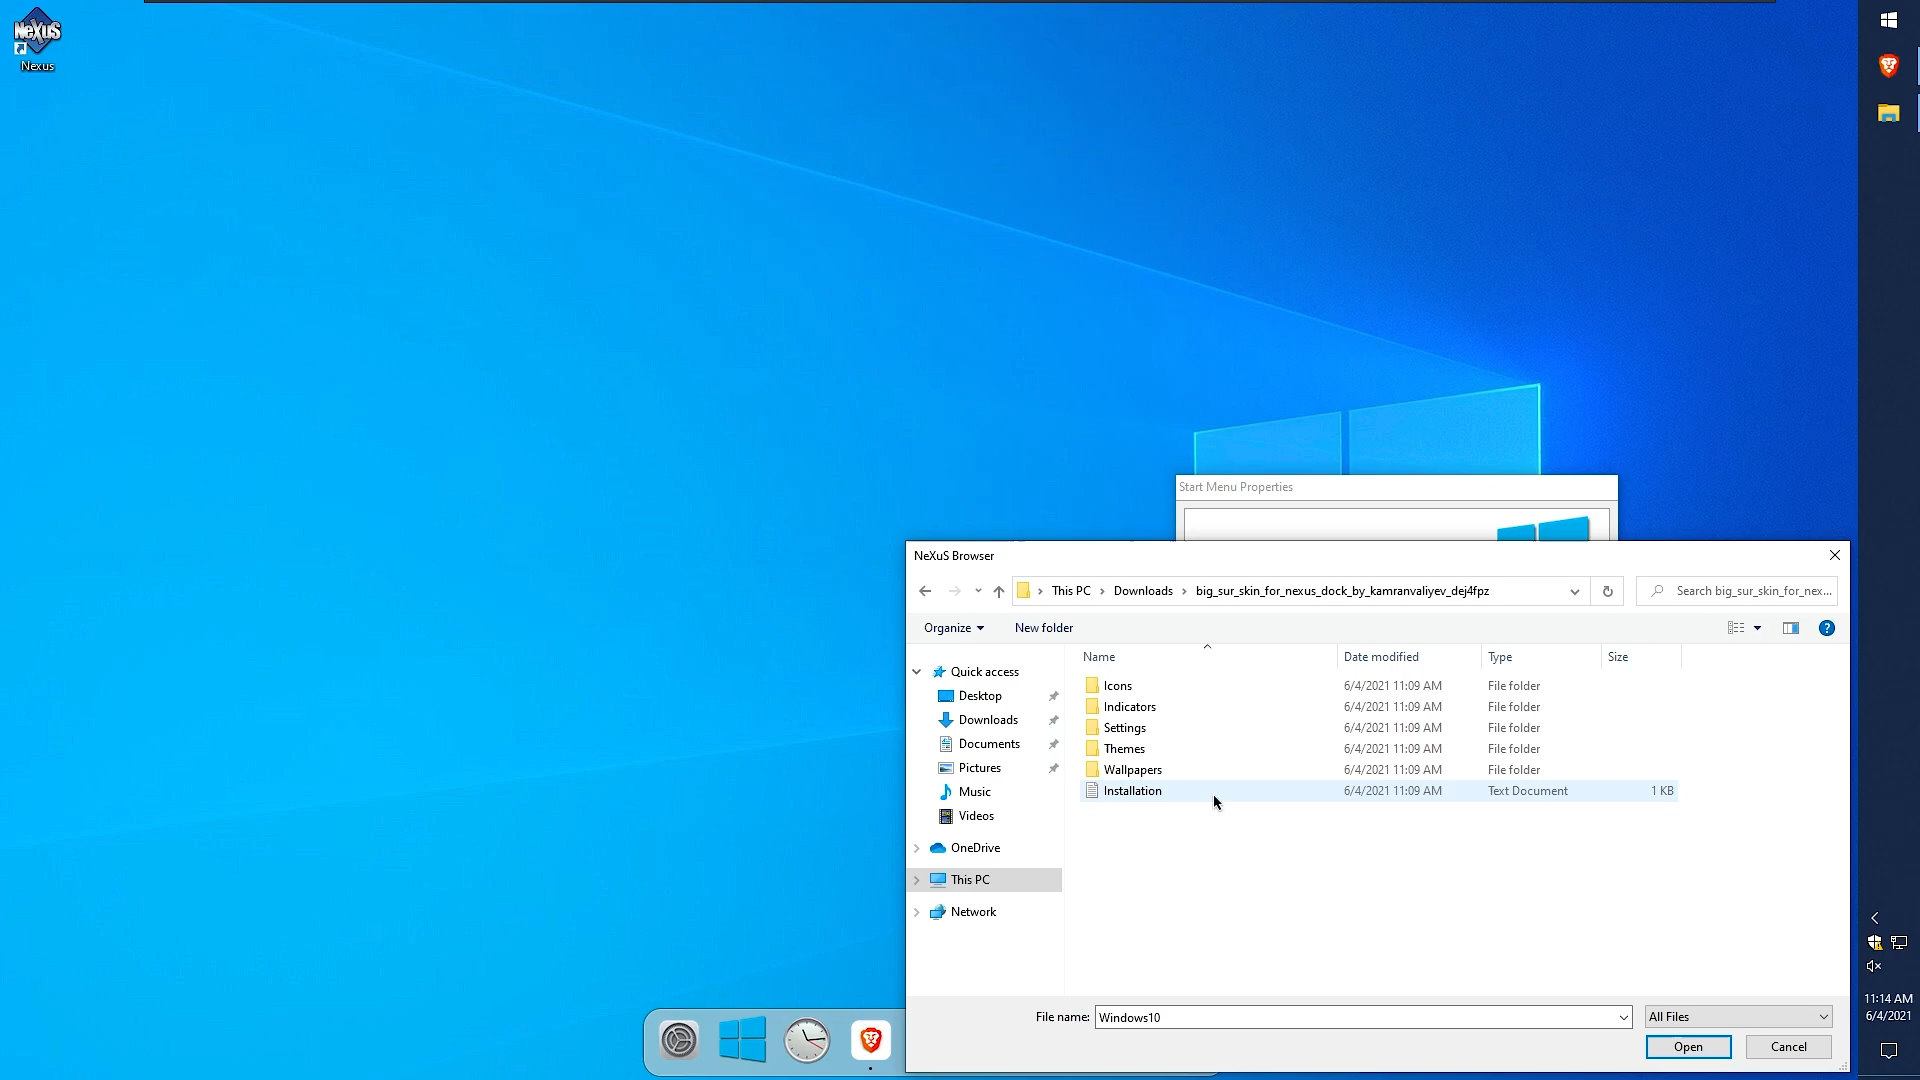 NeXuS
Nexus
Start Menu Properties
NeXuS Browser
This PC
Downloads
big_sur_skin_for_nexus_dock_by_kamranvaliyev_dej4fpz
Search big_sur_skin_for_nex...
Organize
New folder
?
Name
Date modified
Type
Size
Quick access
Desktop
Downloads
Documents
Pictures
Music
Videos
OneDrive
This PC
Network
Icons 6/4/2021 11:09 AM File folder
Indicators 6/4/2021 11:09 AM File folder
Settings 6/4/2021 11:09 AM File folder
Themes 6/4/2021 11:09 AM File folder
Wallpapers 6/4/2021 11:09 AM File folder
Installation 6/4/2021 11:09 AM Text Document 1 KB
File name: Windows10
All Files
Open
Cancel
11:14 AM
6/4/2021